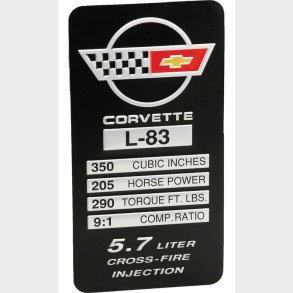 CORVETTE
L-83
350 CUBIC INCHES
205 HORSE POWER
290 TORQUE FT. LBS.
9:1 COMP. RATIO
5.7 LITER
CROSS-FIRE
INJECTION